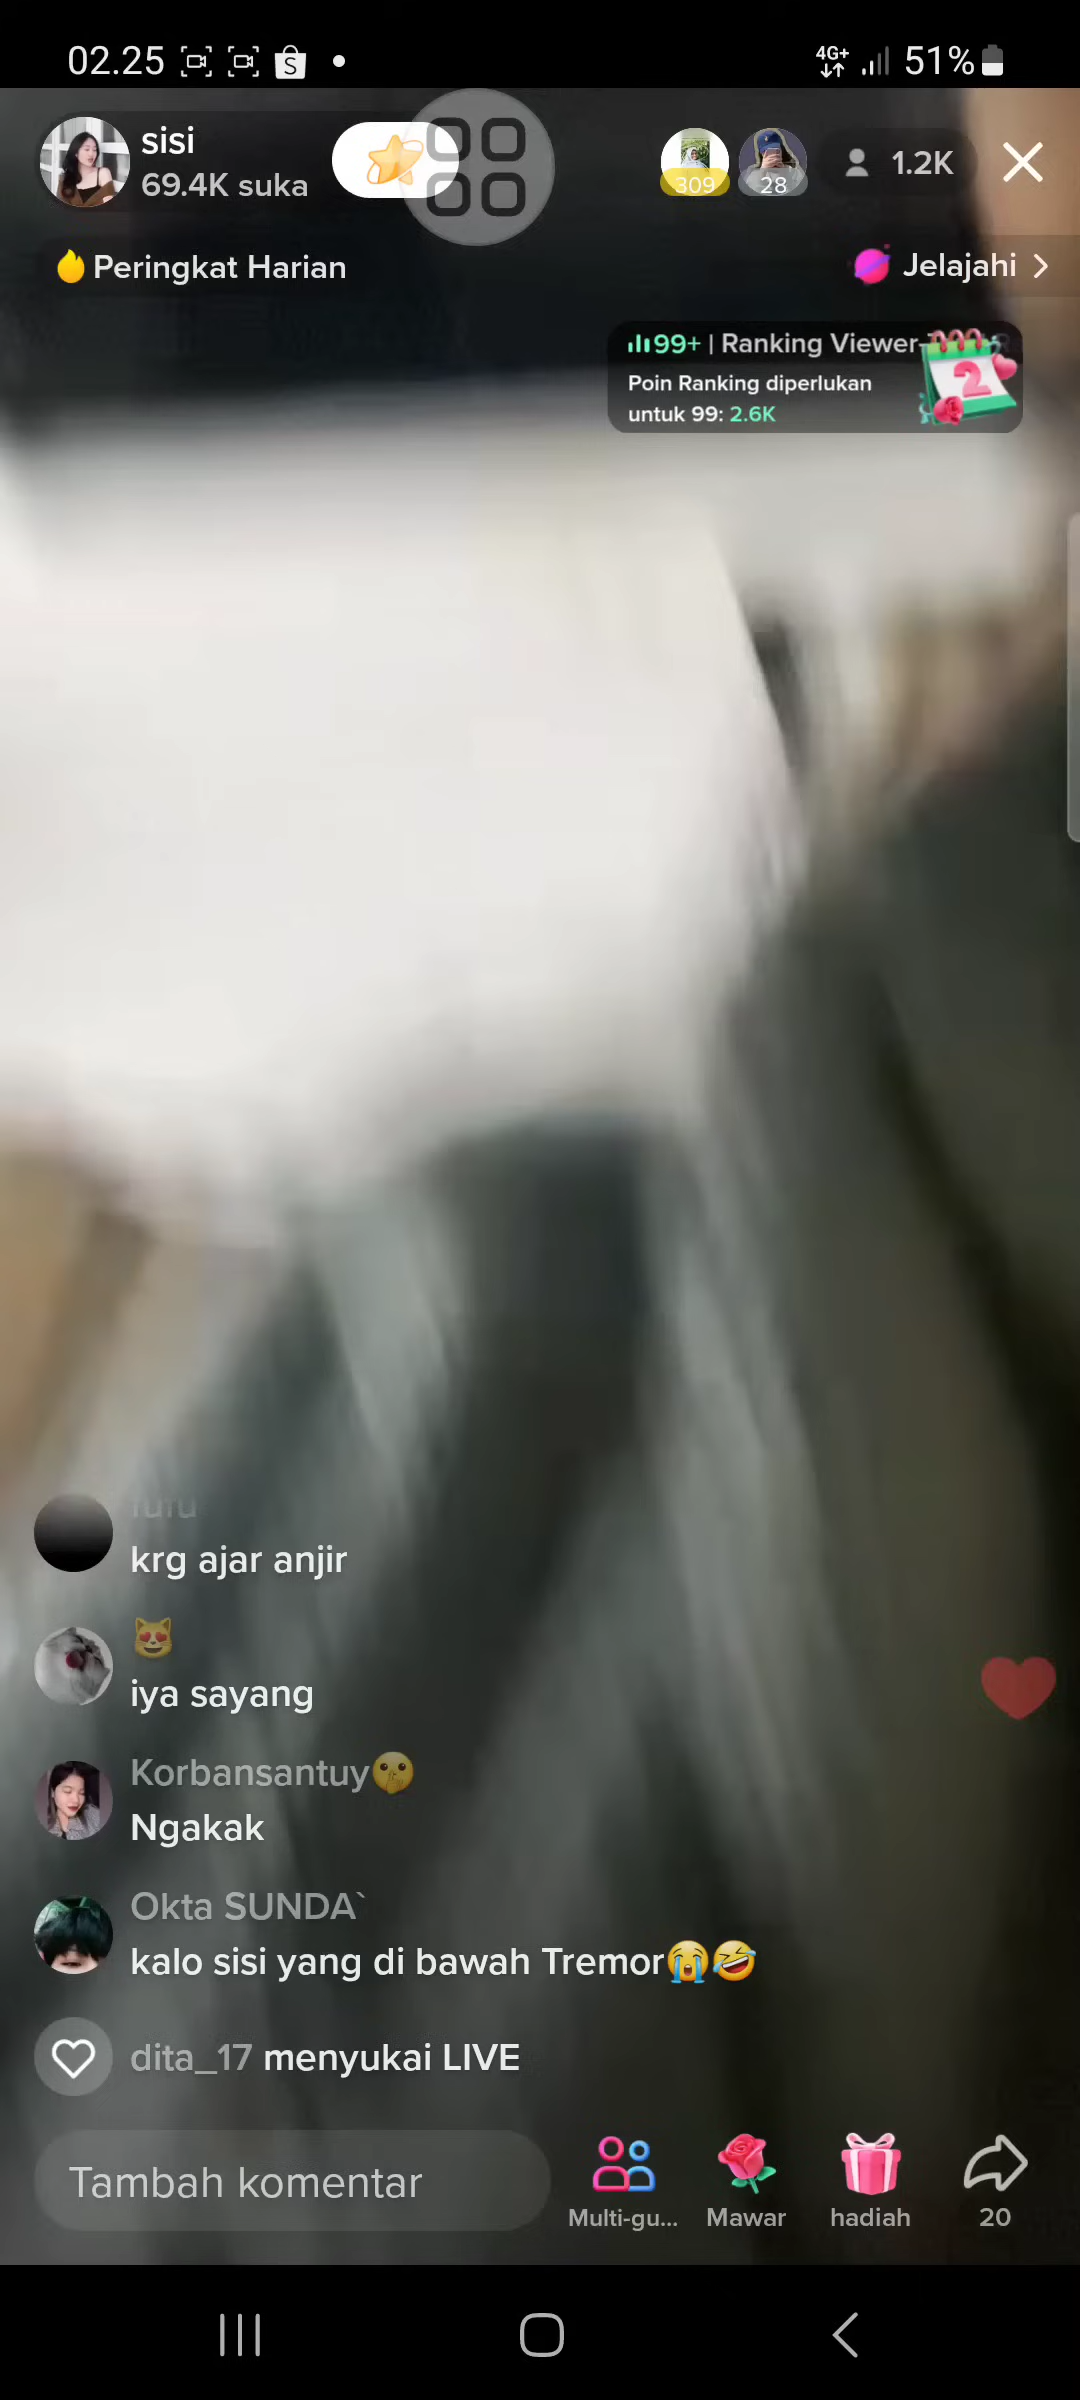 02.25
4G+
51%
sisi
69.4K suka
309
28
1.2K
Peringkat Harian
Jelajahi
99+ | Ranking Viewer
Poin Ranking diperlukan
untuk 99: 2.6K
2
krg ajar anjir
iya sayang
Korbansantuy
Ngakak
Okta SUNDA`
kalo sisi yang di bawah Tremor
dita_17 menyukai LIVE
Tambah komentar
Multi-gu...
Mawar
hadiah
20